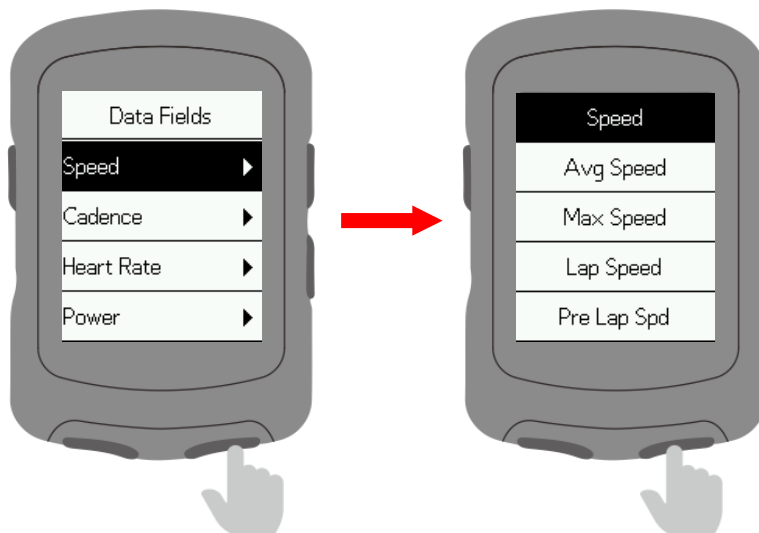 Data Fields
Speed
Cadence
Heart Rate
Power
Speed
Avg Speed
Max Speed
Lap Speed
Pre Lap Spd